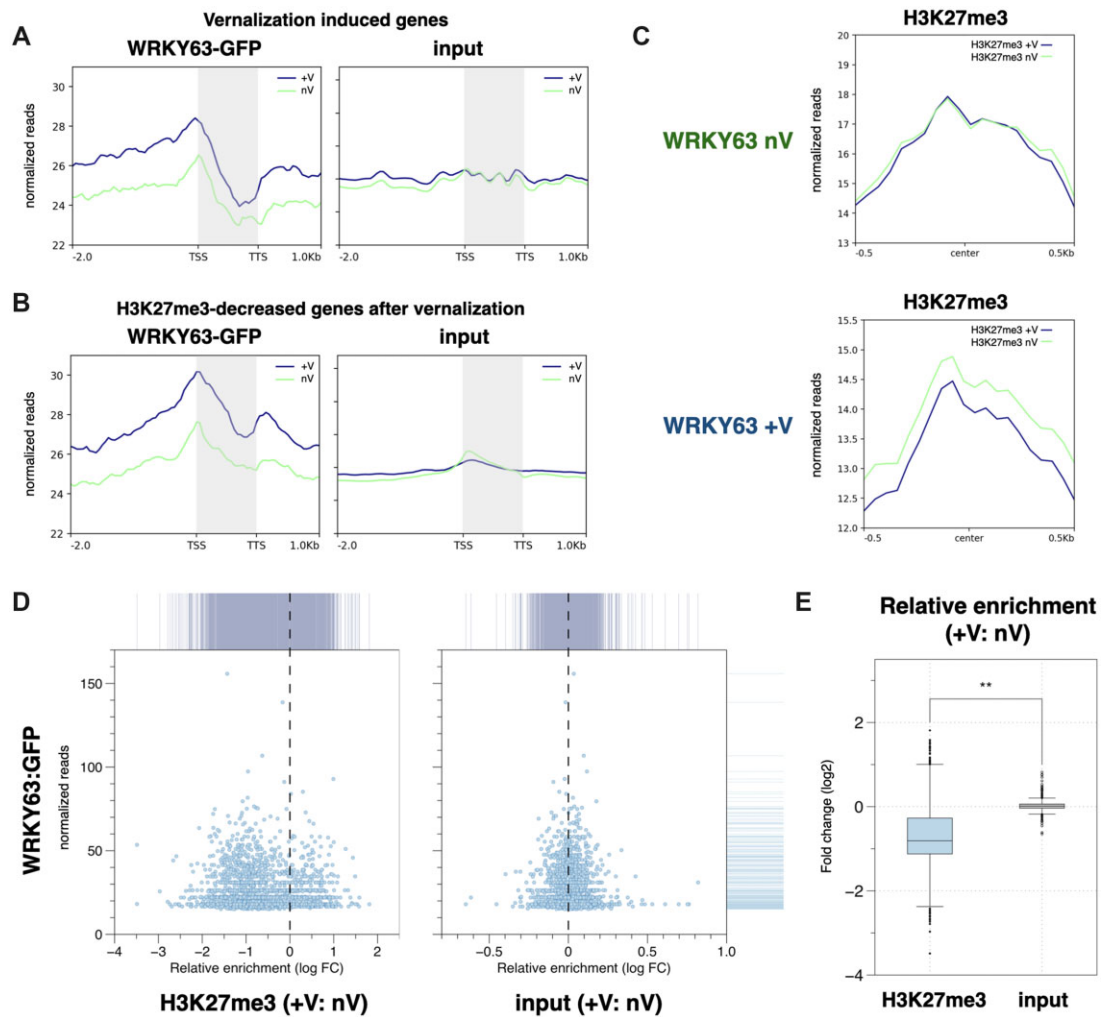 A
Vernalization induced genes
WRKY63-GFP
input
normalized reads
30
28
26
24
22
+V
nV
+V
nV
-2.0
TSS
TTS
1.0Kb
-2.0
TSS
TTS
1.0Kb
B
H3K27me3-decreased genes after vernalization
WRKY63-GFP
input
normalized reads
30
28
26
24
22
+V
nV
+V
nV
-2.0
TSS
TTS
1.0Kb
-2.0
TSS
TTS
1.0Kb
C
H3K27me3
WRKY63 nV
normalized reads
20
19
18
17
16
15
14
13
H3K27me3 +V
H3K27me3 nV
-0.5
center
0.5Kb
H3K27me3
WRKY63 +V
normalized reads
15.5
15.0
14.5
14.0
13.5
13.0
12.5
12.0
H3K27me3 +V
H3K27me3 nV
-0.5
center
0.5Kb
D
WRKY63:GFP
normalized reads
150
100
50
0
−4
−3
−2
−1
0
1
2
Relative enrichment (log FC)
H3K27me3 (+V: nV)
−0.5
0
0.5
1.0
Relative enrichment (log FC)
input (+V: nV)
E
Relative enrichment
(+V: nV)
Fold change (log2)
2
0
−2
−4
**
H3K27me3
input